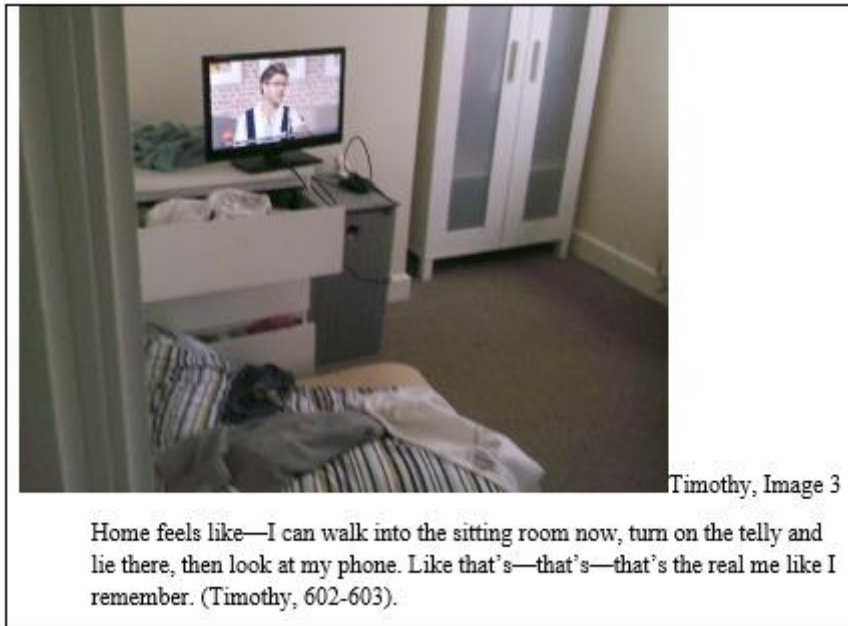 Timothy, Image 3
Home feels like—I can walk into the sitting room now, turn on the telly and
lie there, then look at my phone. Like that’s—that’s—that’s the real me like I
remember. (Timothy, 602-603).